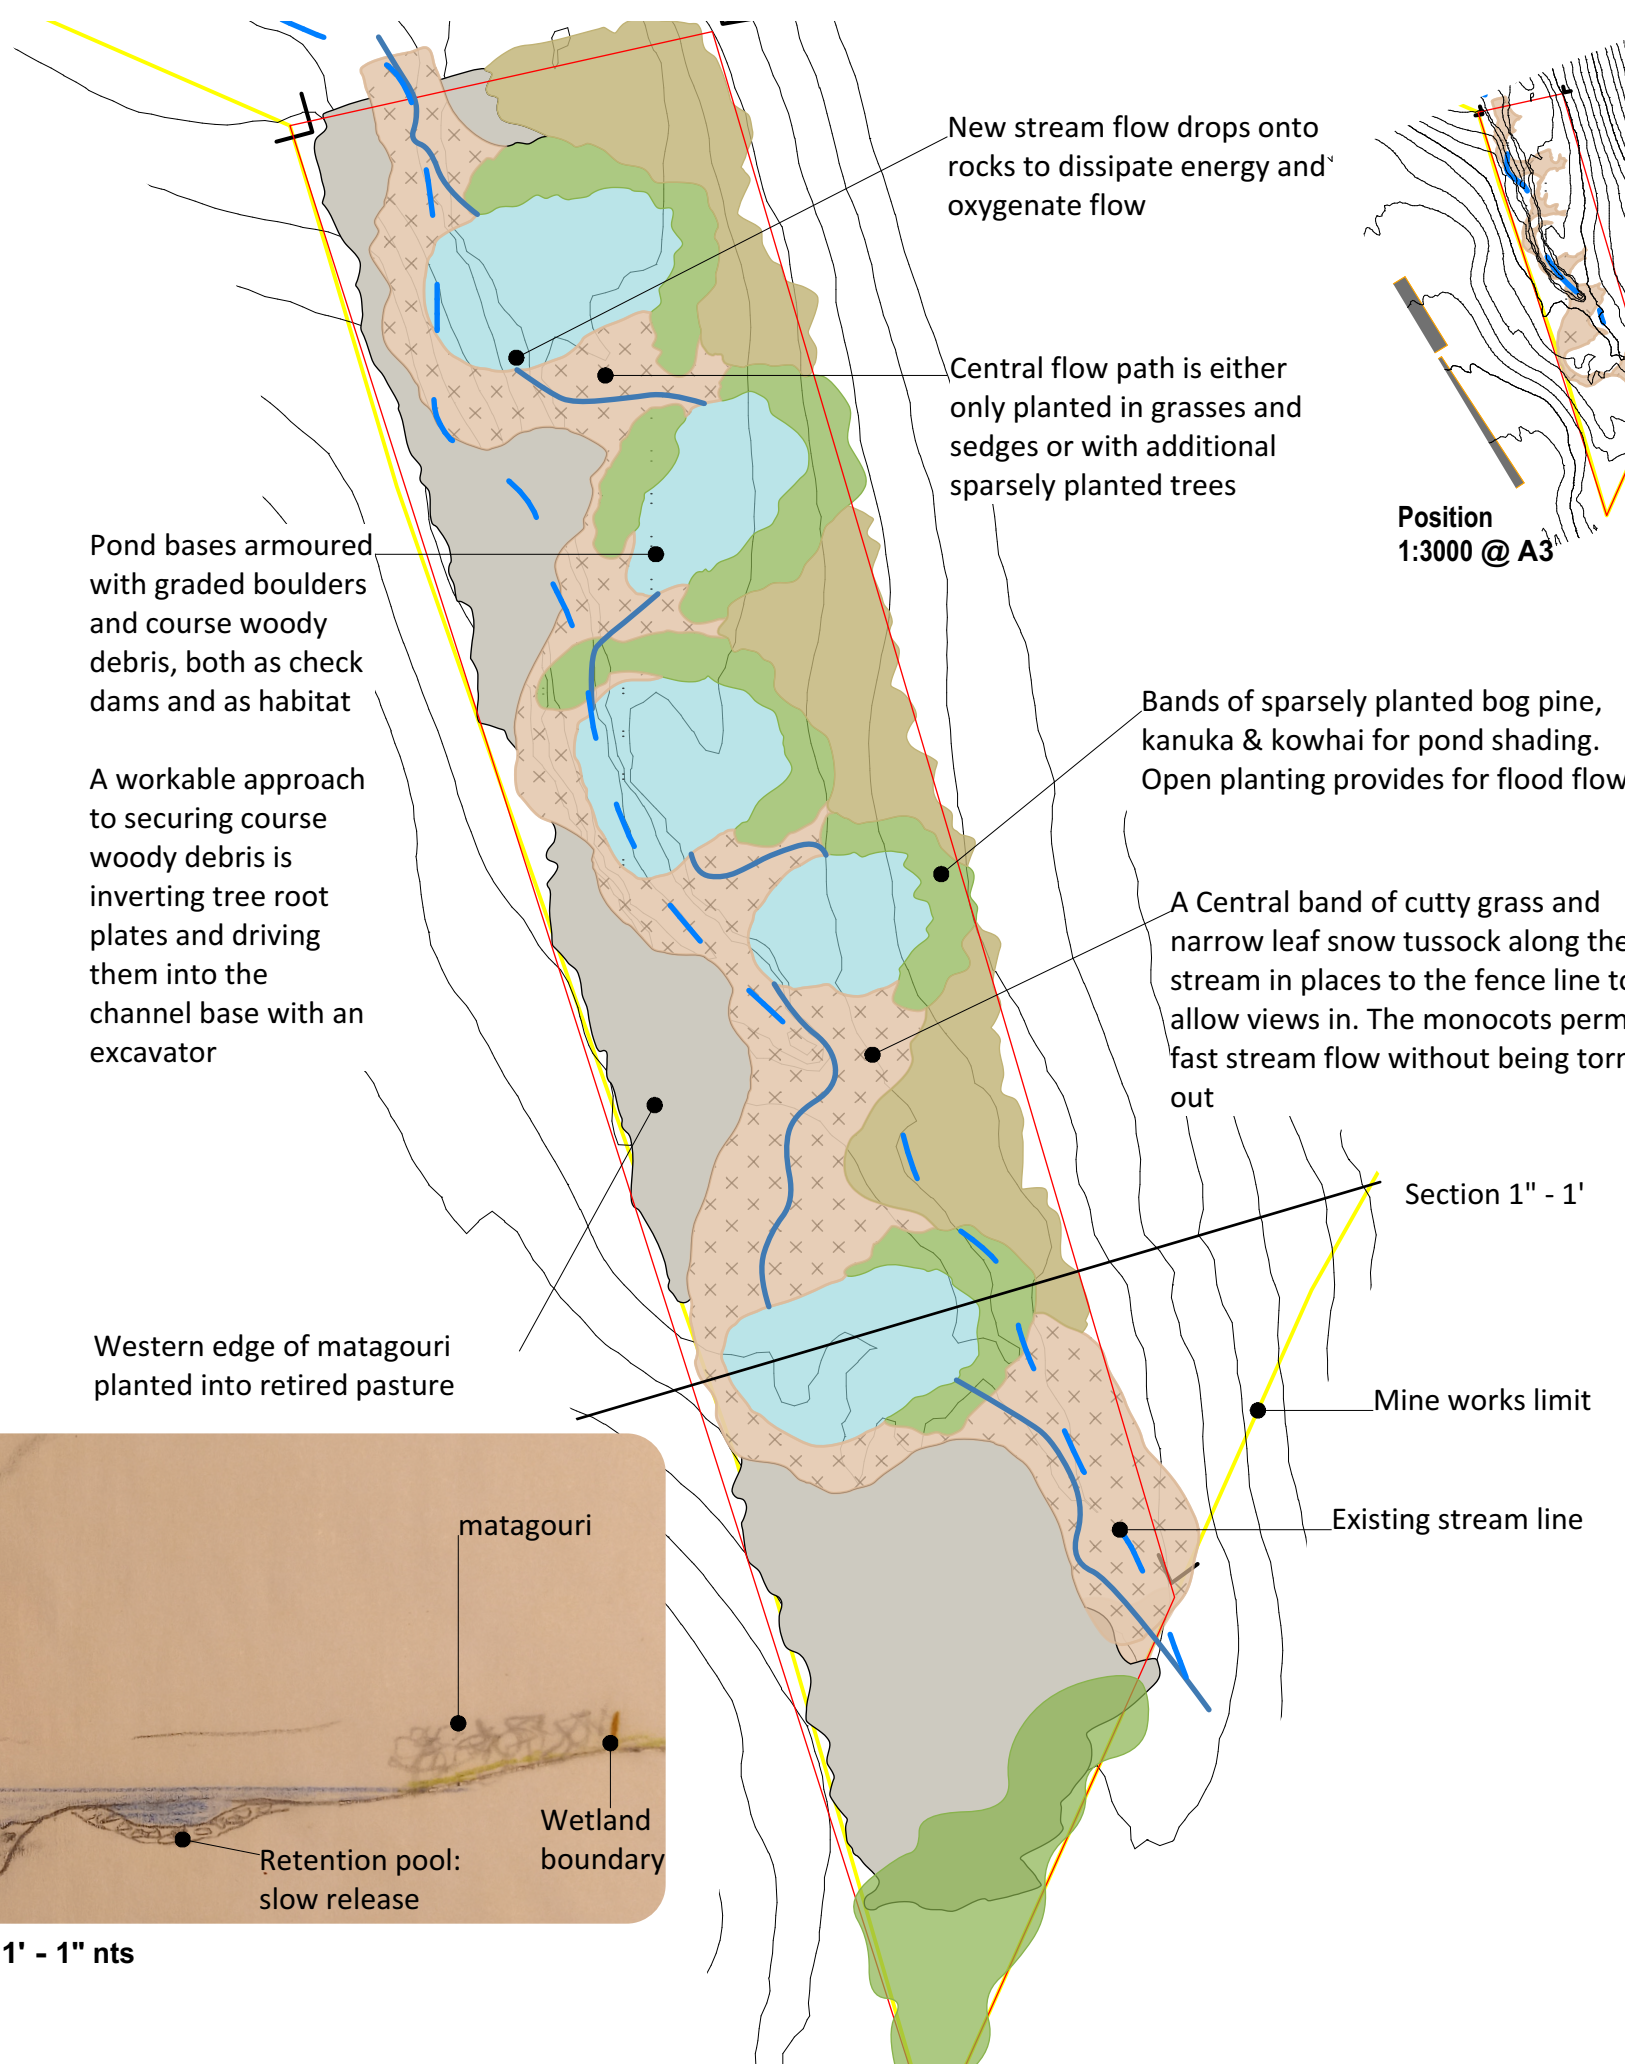 New stream flow drops onto
rocks to dissipate energy and
oxygenate flow
Central flow path is either
only planted in grasses and
sedges or with additional
sparsely planted trees
Position
1:3000 @ A3
Pond bases armoured
with graded boulders
and course woody
debris, both as check
dams and as habitat
A workable approach
to securing course
woody debris is
inverting tree root
plates and driving
them into the
channel base with an
excavator
Bands of sparsely planted bog pine,
kanuka & kowhai for pond shading.
Open planting provides for flood flow
A Central band of cutty grass and
narrow leaf snow tussock along the
stream in places to the fence line to
allow views in. The monocots perm
fast stream flow without being torn
out
Section 1" - 1'
Western edge of matagouri
planted into retired pasture
Mine works limit
Existing stream line
matagouri
Wetland
boundary
Retention pool:
slow release
1' - 1" nts